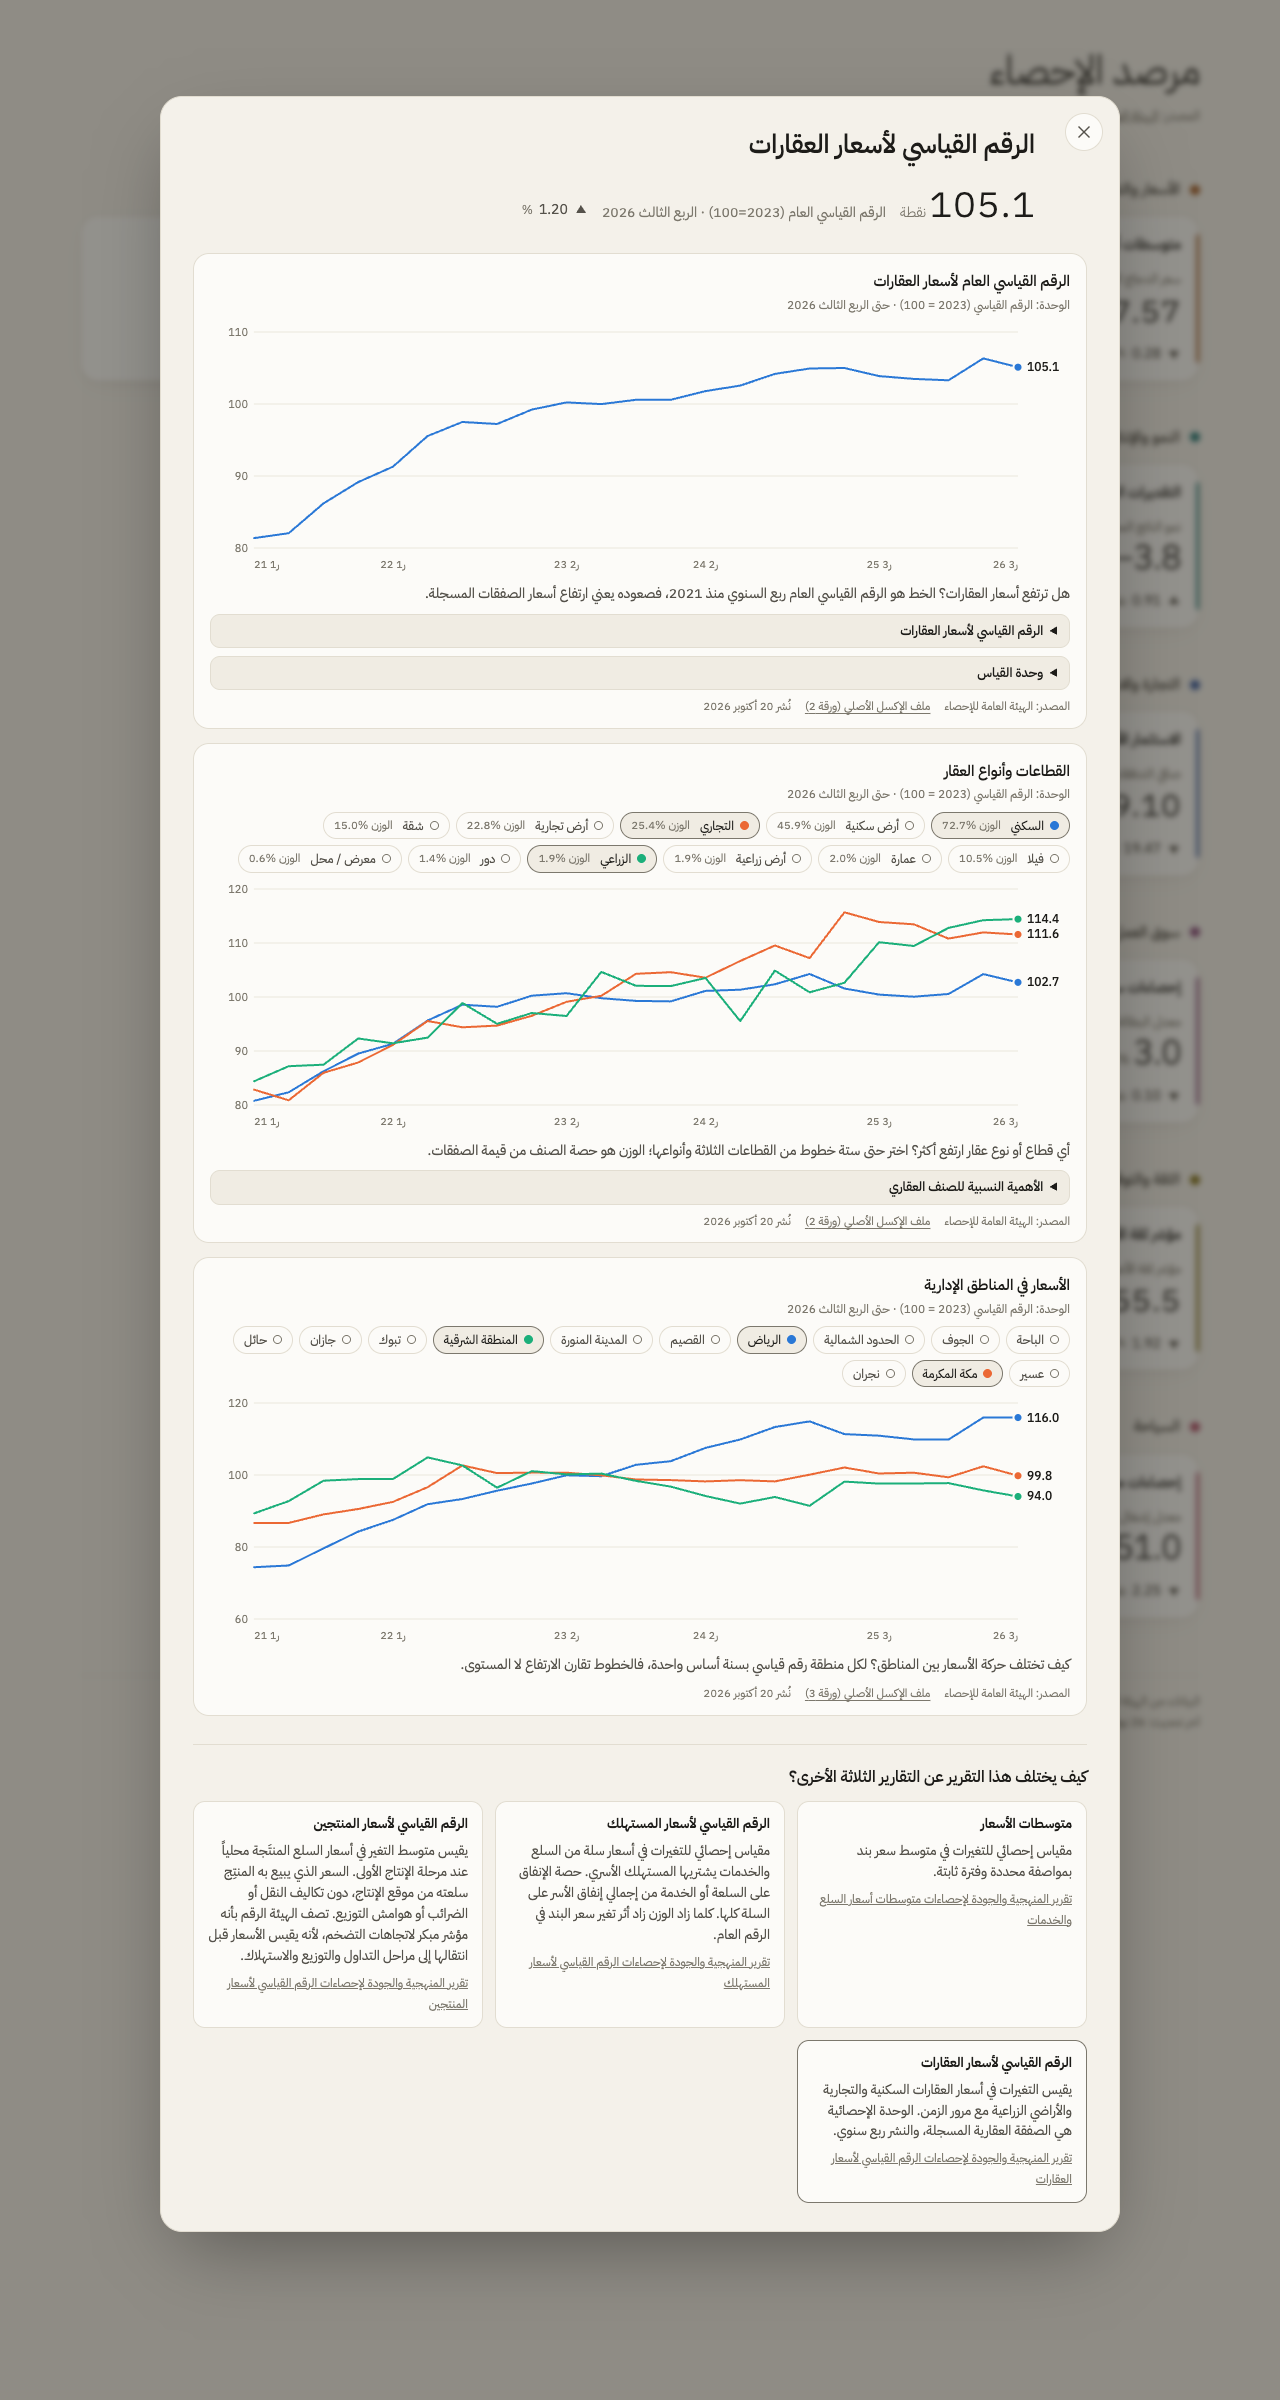 مرصد الإحصاء
الرقم القياسي لأسعار العقارات
105.1 نقطة الرقم القياسي العام (2023=100) · الربع الثالث 2026 ▲ 1.20 %
الرقم القياسي العام لأسعار العقارات
الوحدة: الرقم القياسي (2023 = 100) · حتى الربع الثالث 2026
110
105.1
100
90
80
ر1 21 ر1 22 ر2 23 ر2 24 ر3 25 ر3 26
هل ترتفع أسعار العقارات؟ الخط هو الرقم القياسي العام ربع السنوي منذ 2021، فصعوده يعني ارتفاع أسعار الصفقات المسجلة.
الرقم القياسي لأسعار العقارات
وحدة القياس
المصدر: الهيئة العامة للإحصاء ملف الإكسل الأصلي (ورقة 2) نُشر 20 أكتوبر 2026
القطاعات وأنواع العقار
الوحدة: الرقم القياسي (2023 = 100) · حتى الربع الثالث 2026
السكني الوزن 72.7% أرض سكنية الوزن 45.9% التجاري الوزن 25.4% أرض تجارية الوزن 22.8% شقة الوزن 15.0%
فيلا الوزن 10.5% عمارة الوزن 2.0% أرض زراعية الوزن 1.9% الزراعي الوزن 1.9% دور الوزن 1.4% معرض / محل الوزن 0.6%
120
114.4
111.6
110
102.7
100
90
80
ر1 21 ر1 22 ر2 23 ر2 24 ر3 25 ر3 26
أي قطاع أو نوع عقار ارتفع أكثر؟ اختر حتى ستة خطوط من القطاعات الثلاثة وأنواعها؛ الوزن هو حصة الصنف من قيمة الصفقات.
الأهمية النسبية للصنف العقاري
المصدر: الهيئة العامة للإحصاء ملف الإكسل الأصلي (ورقة 2) نُشر 20 أكتوبر 2026
الأسعار في المناطق الإدارية
الوحدة: الرقم القياسي (2023 = 100) · حتى الربع الثالث 2026
الباحة الجوف الحدود الشمالية الرياض القصيم المدينة المنورة المنطقة الشرقية تبوك جازان حائل
عسير مكة المكرمة نجران
120
116.0
100
99.8
94.0
80
60
ر1 21 ر1 22 ر2 23 ر2 24 ر3 25 ر3 26
كيف تختلف حركة الأسعار بين المناطق؟ لكل منطقة رقم قياسي بسنة أساس واحدة، فالخطوط تقارن الارتفاع لا المستوى.
المصدر: الهيئة العامة للإحصاء ملف الإكسل الأصلي (ورقة 3) نُشر 20 أكتوبر 2026
كيف يختلف هذا التقرير عن التقارير الثلاثة الأخرى؟
متوسطات الأسعار
مقياس إحصائي للتغيرات في متوسط سعر بند
بمواصفة محددة وفترة ثابتة.
تقرير المنهجية والجودة لإحصاءات متوسطات أسعار السلع
والخدمات
الرقم القياسي لأسعار المستهلك
مقياس إحصائي للتغيرات في أسعار سلة من السلع
والخدمات يشتريها المستهلك الأسري. حصة الإنفاق
على السلعة أو الخدمة من إجمالي إنفاق الأسر على
السلة كلها. كلما زاد الوزن زاد أثر تغير سعر البند في
الرقم العام.
تقرير المنهجية والجودة لإحصاءات الرقم القياسي لأسعار
المستهلك
الرقم القياسي لأسعار المنتجين
يقيس متوسط التغير في أسعار السلع المنتَجة محلياً
عند مرحلة الإنتاج الأولى. السعر الذي يبيع به المنتِج
سلعته من موقع الإنتاج، دون تكاليف النقل أو
الضرائب أو هوامش التوزيع. تصف الهيئة الرقم بأنه
مؤشر مبكر لاتجاهات التضخم، لأنه يقيس الأسعار قبل
انتقالها إلى مراحل التداول والتوزيع والاستهلاك.
تقرير المنهجية والجودة لإحصاءات الرقم القياسي لأسعار
المنتجين
الرقم القياسي لأسعار العقارات
يقيس التغيرات في أسعار العقارات السكنية والتجارية
والأراضي الزراعية مع مرور الزمن. الوحدة الإحصائية
هي الصفقة العقارية المسجلة، والنشر ربع سنوي.
تقرير المنهجية والجودة لإحصاءات الرقم القياسي لأسعار
العقارات